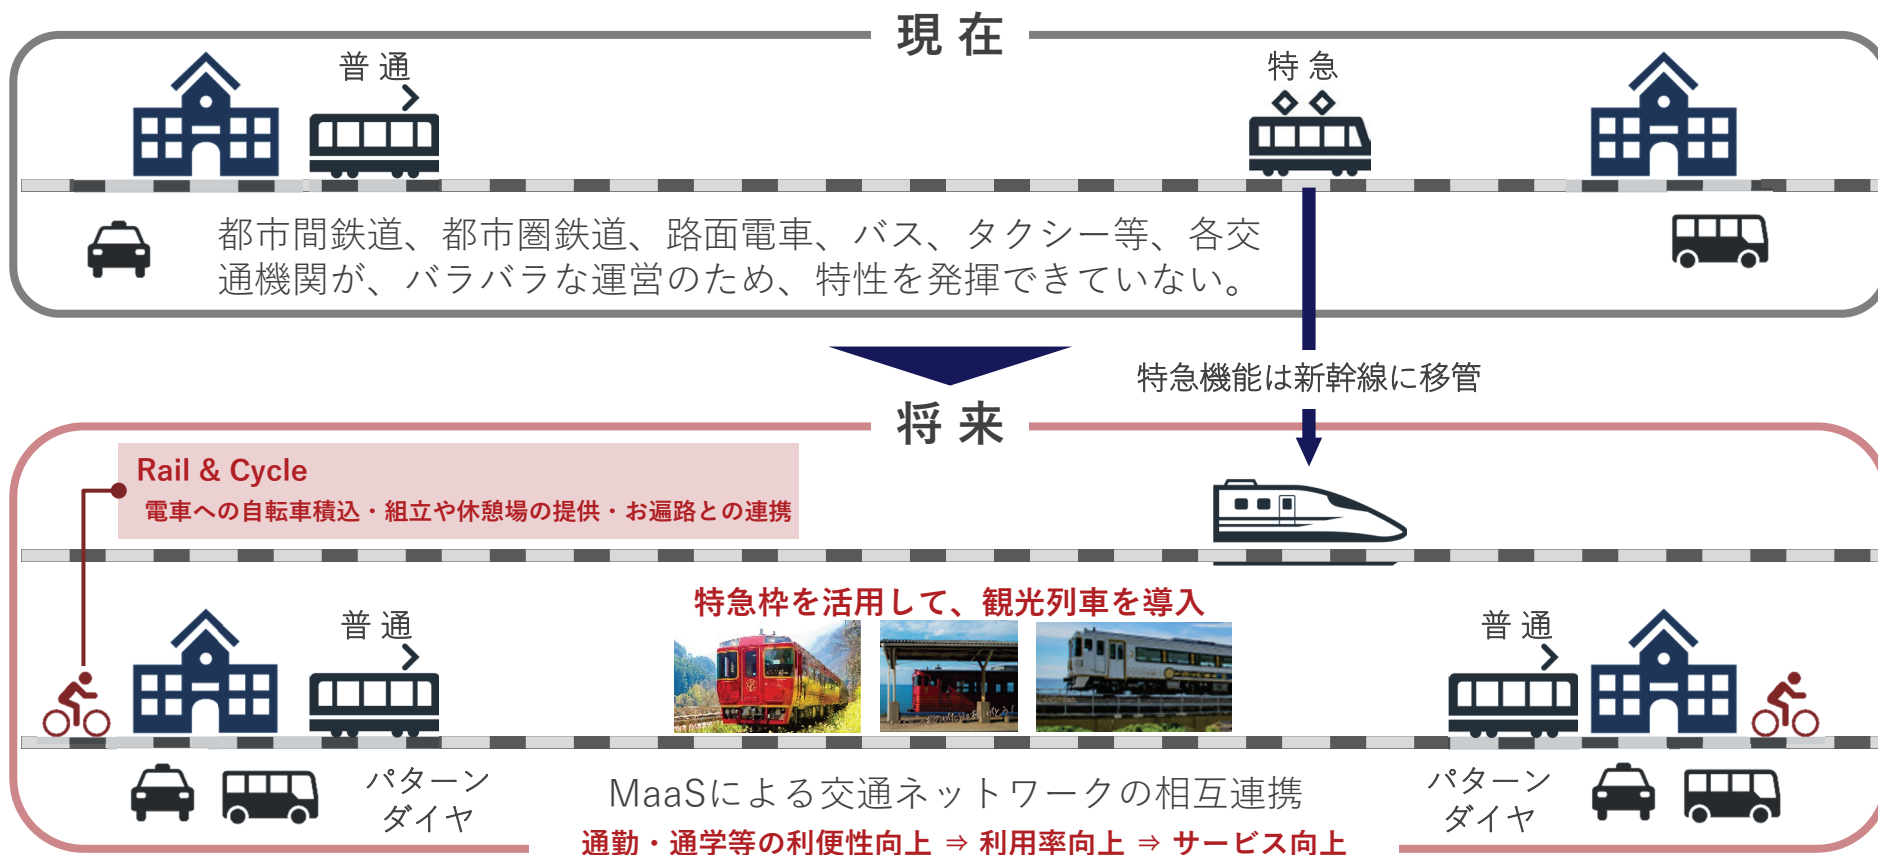 現在
普通
特急
都市間鉄道、都市圏鉄道、路面電車、バス、タクシー等、各交
通機関が、バラバラな運営のため、特性を発揮できていない。
特急機能は新幹線に移管
将来
Rail & Cycle
電車への自転車積込・組立や休憩場の提供・お遍路との連携
特急枠を活用して、観光列車を導入
普通
普通
パターン
ダイヤ
MaaSによる交通ネットワークの相互連携
パターン
ダイヤ
通勤・通学等の利便性向上 ⇒ 利用率向上 ⇒ サービス向上